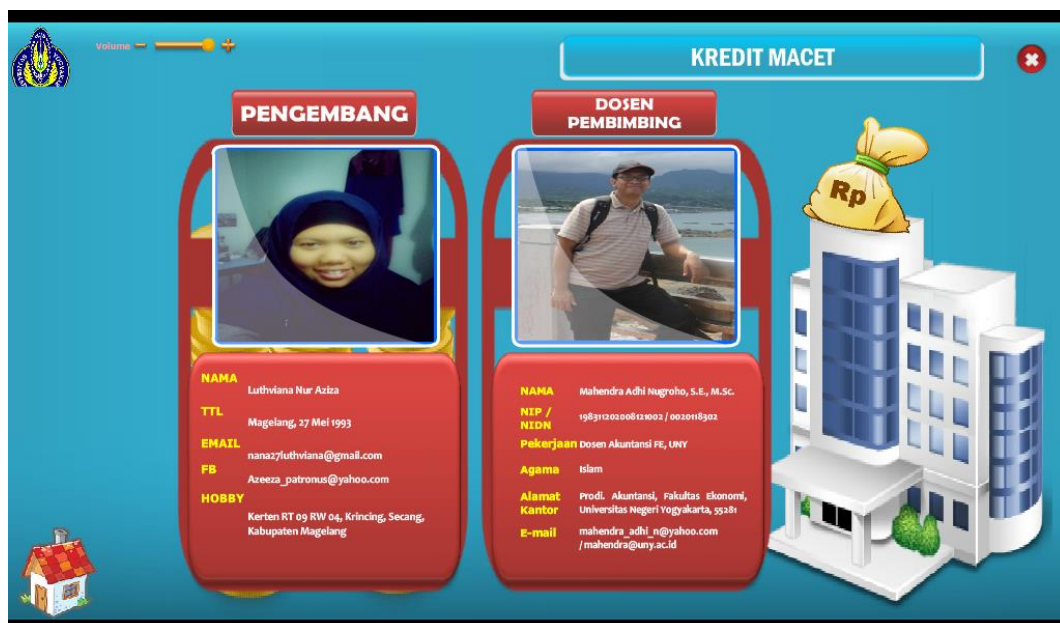 Volume
KREDIT MACET
PENGEMBANG
NAMA
Luthviana Nur Aziza
TTL
Magelang, 27 Mei 1993
EMAIL
nana27luthviana@gmail.com
FB
Azeeza_patronus@yahoo.com
HOBBY
Kerten RT 09 RW 04, Krincing, Secang,
Kabupaten Magelang
DOSEN
PEMBIMBING
NAMA Mahendra Adhi Nugroho, S.E., M.Sc.
NIP /
NIDN 198311202008121002 / 0020118302
Pekerjaan Dosen Akuntansi FE, UNY
Agama Islam
Alamat Prodi. Akuntansi, Fakultas Ekonomi,
Kantor Universitas Negeri Yogyakarta, 55281
E-mail mahendra_adhi_n@yahoo.com
/mahendra@uny.ac.id
Rp